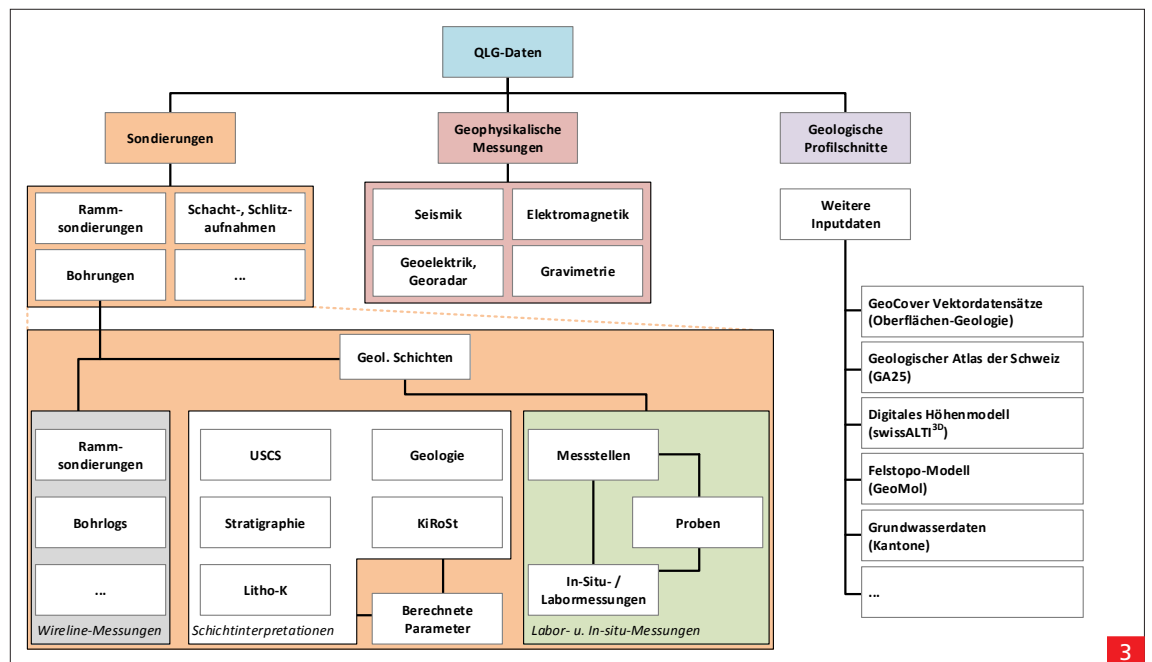 QLG-Daten
Sondierungen
Geophysikalische
Messungen
Geologische
Profilschnitte
Ramm-
sondierungen
Schacht-, Schlitz-
aufnahmen
Bohrungen
...
Seismik
Elektromagnetik
Geoelektrik,
Georadar
Gravimetrie
Weitere
Inputdaten
GeoCover Vektordatensätze
(Oberflächen-Geologie)
Geologischer Atlas der Schweiz
(GA25)
Digitales Höhenmodell
(swissALTI3D)
Felstopo-Modell
(GeoMol)
Grundwasserdaten
(Kantone)
...
Geol. Schichten
Ramm-
sondierungen
Bohrlogs
...
Wireline-Messungen
USCS
Geologie
Stratigraphie
KiRoSt
Litho-K
Berechnete
Parameter
Schichtinterpretationen
Messstellen
Proben
In-Situ- /
Labormessungen
Labor- u. In-situ-Messungen
3